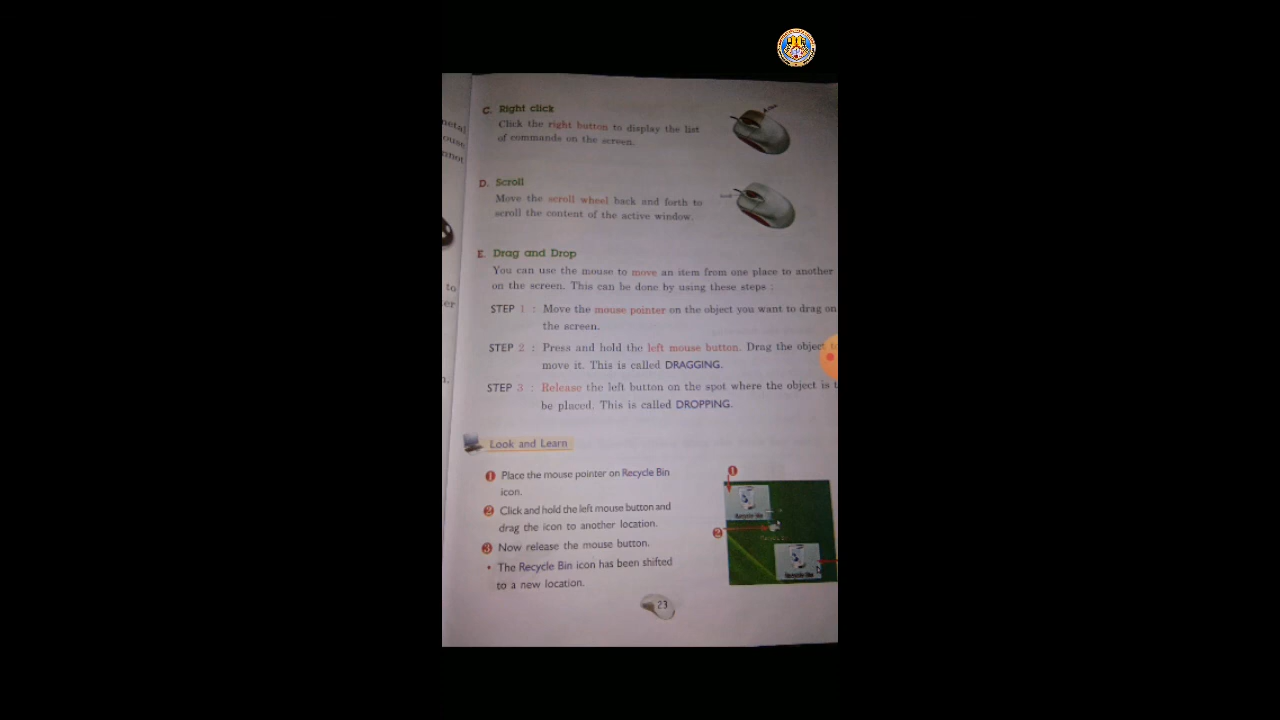 C. Right click
Click the right button to display the list
of commands on the screen.
D. Scroll
Move the scroll wheel back and forth to
scroll the content of the active window.
E. Drag and Drop
You can use the mouse to move an item from one place to another
on the screen. This can be done by using these steps :
STEP 1 : Move the mouse pointer on the object you want to drag on
the screen.
STEP 2 : Press and hold the left mouse button. Drag the object
move it. This is called DRAGGING.
STEP 3 : Release the left button on the spot where the object is
be placed. This is called DROPPING.
Look and Learn
1 Place the mouse pointer on Recycle Bin
icon.
2 Click and hold the left mouse button and
drag the icon to another location.
3 Now release the mouse button.
• The Recycle Bin icon has been shifted
to a new location.
1
Recycle Bin
2
Recycle Bin
23
to
er